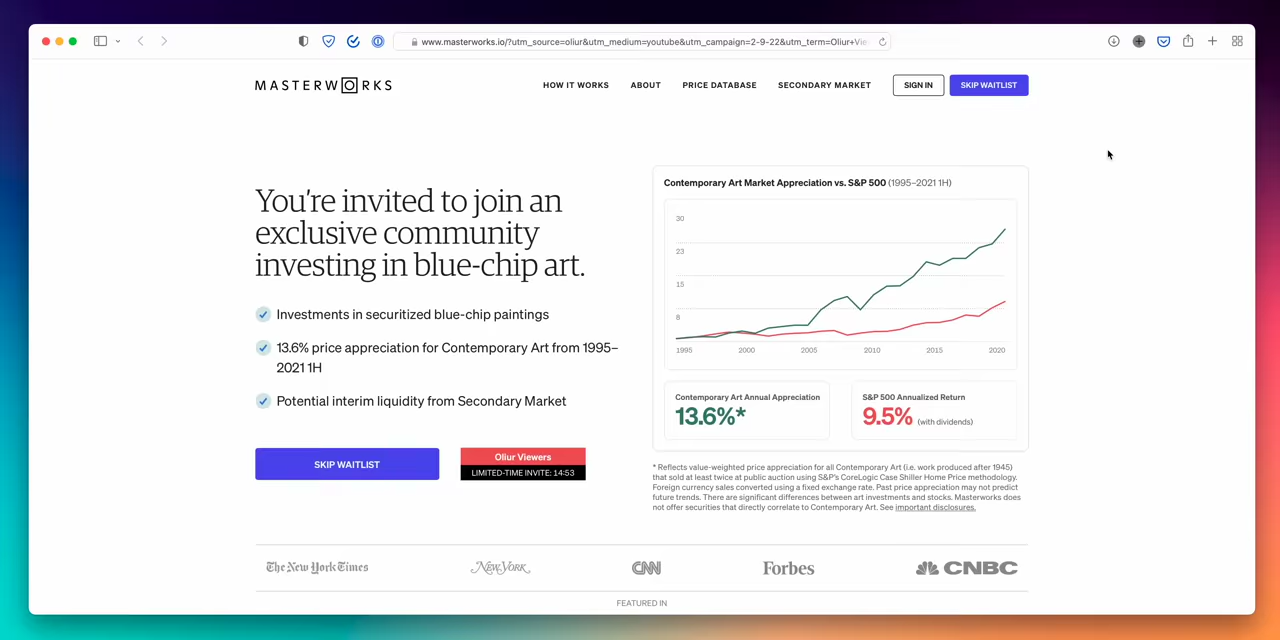 www.masterworks.io/?utm_source=oliur&utm_medium=youtube&utm_campaign=2-9-22&utm_term=Oliur+Vie
MASTERWORKS
HOW IT WORKS
ABOUT
PRICE DATABASE
SECONDARY MARKET
SIGN IN
SKIP WAITLIST
You're invited to join an
exclusive community
investing in blue-chip art.
Investments in securitized blue-chip paintings
13.6% price appreciation for Contemporary Art from 1995–
2021 1H
Potential interim liquidity from Secondary Market
SKIP WAITLIST
Oliur Viewers
LIMITED-TIME INVITE: 14:53
Contemporary Art Market Appreciation vs. S&P 500 (1995–2021 1H)
30
23
15
8
1995 2000 2005 2010 2015 2020
Contemporary Art Annual Appreciation
13.6%*
S&P 500 Annualized Return
9.5% (with dividends)
* Reflects value-weighted price appreciation for all Contemporary Art (i.e. work produced after 1945)
that sold at least twice at public auction using S&P's CoreLogic Case Shiller Home Price methodology.
Foreign currency sales converted using a fixed exchange rate. Past price appreciation may not predict
future trends. There are significant differences between art investments and stocks. Masterworks does
not offer securities that directly correlate to Contemporary Art. See important disclosures.
The New York Times
NEW YORK
CNN
Forbes
CNBC
FEATURED IN